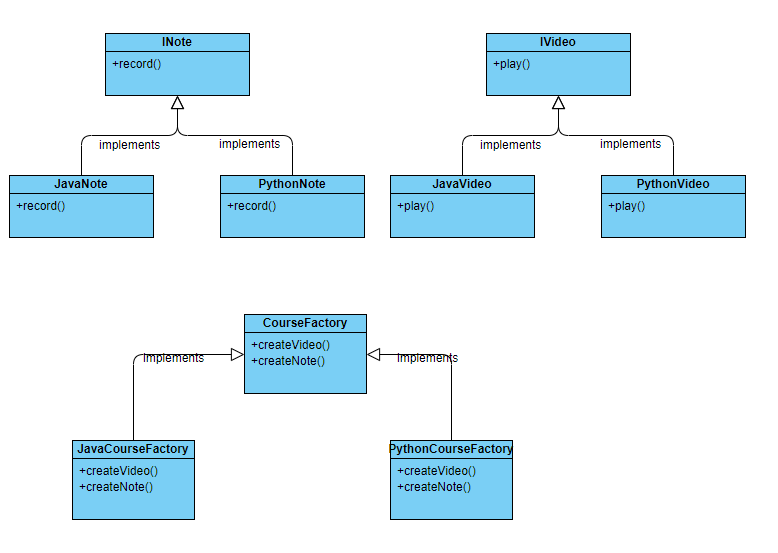 INote
+record()
IVideo
+play()
implements
implements
implements
implements
JavaNote
+record()
PythonNote
+record()
JavaVideo
+play()
PythonVideo
+play()
CourseFactory
+createVideo()
+createNote()
implements
implements
JavaCourseFactory
+createVideo()
+createNote()
PythonCourseFactory
+createVideo()
+createNote()